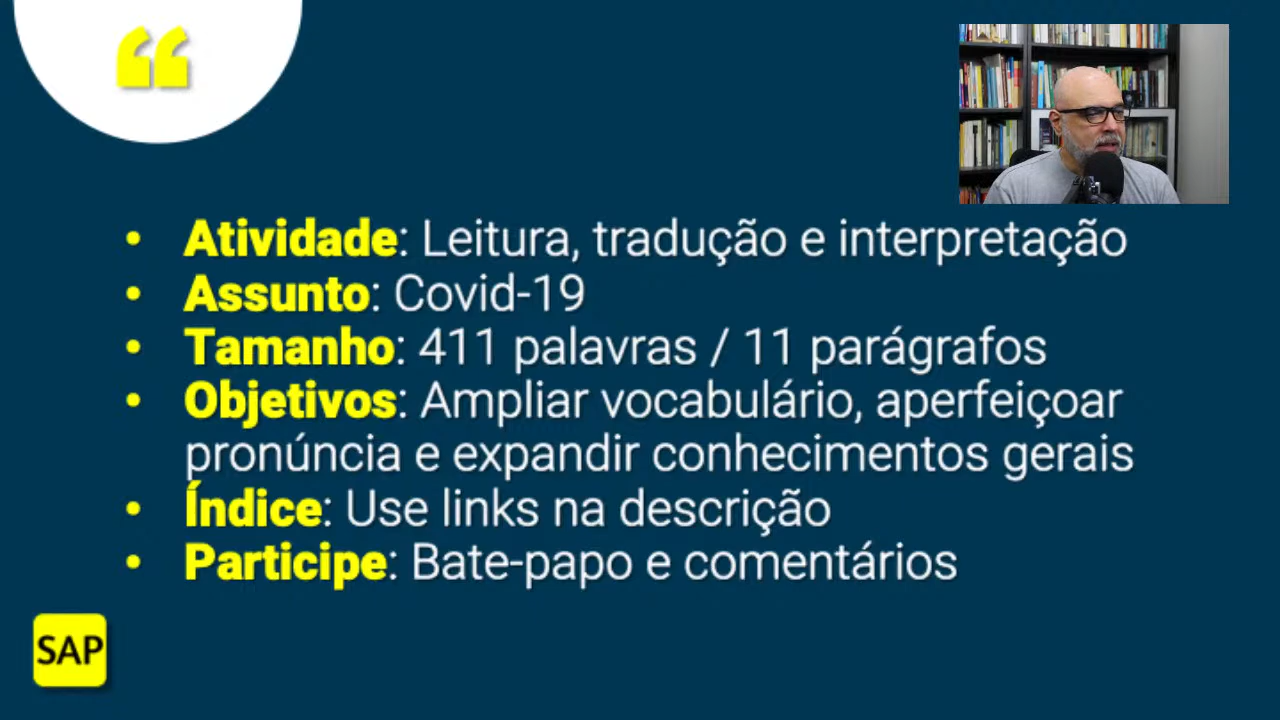 “
• Atividade: Leitura, tradução e interpretação
• Assunto: Covid-19
• Tamanho: 411 palavras / 11 parágrafos
• Objetivos: Ampliar vocabulário, aperfeiçoar
pronúncia e expandir conhecimentos gerais
• Índice: Use links na descrição
• Participe: Bate-papo e comentários
SAP